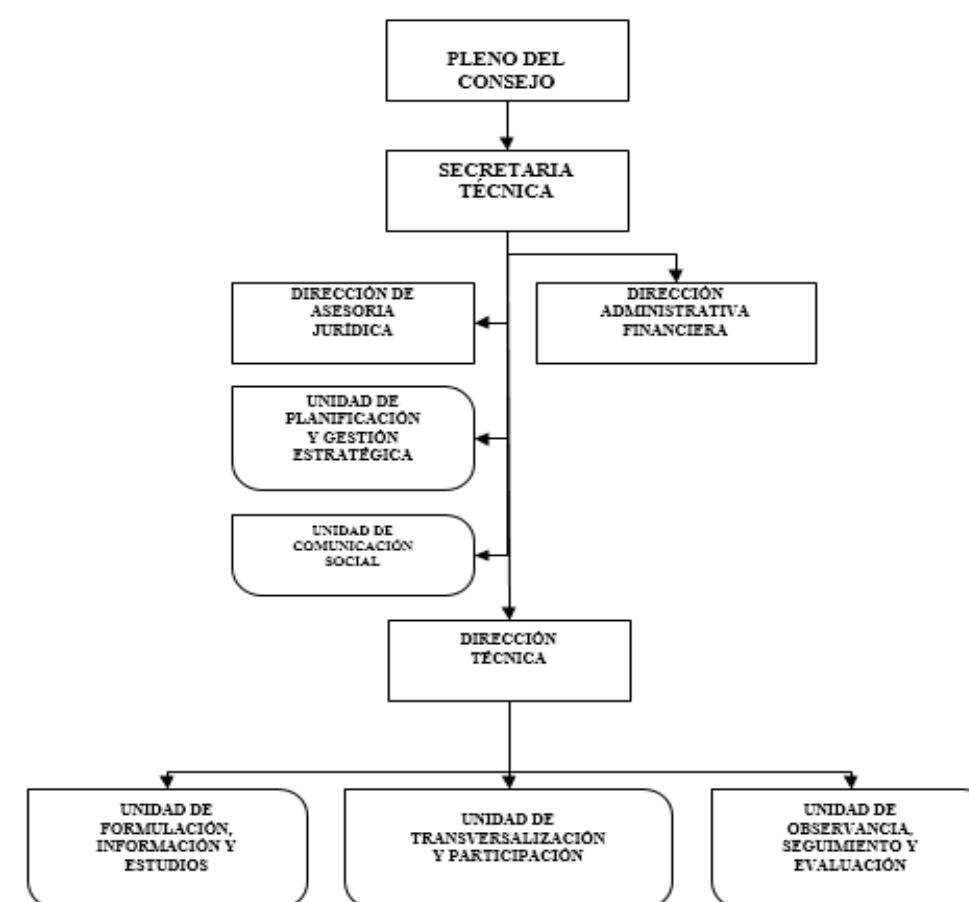 PLENO DEL
CONSEJO
SECRETARIA
TÉCNICA
DIRECCIÓN DE
ASESORIA
JURÍDICA
DIRECCIÓN
ADMINISTRATIVA
FINANCIERA
UNIDAD DE
PLANIFICACIÓN
Y GESTIÓN
ESTRATÉGICA
UNIDAD DE
COMUNICACIÓN
SOCIAL
DIRECCIÓN
TÉCNICA
UNIDAD DE
FORMULACIÓN,
INFORMACIÓN Y
ESTUDIOS
UNIDAD DE
TRANSVERSALIZACIÓN
Y PARTICIPACIÓN
UNIDAD DE
OBSERVANCIA,
SEGUIMIENTO Y
EVALUACIÓN